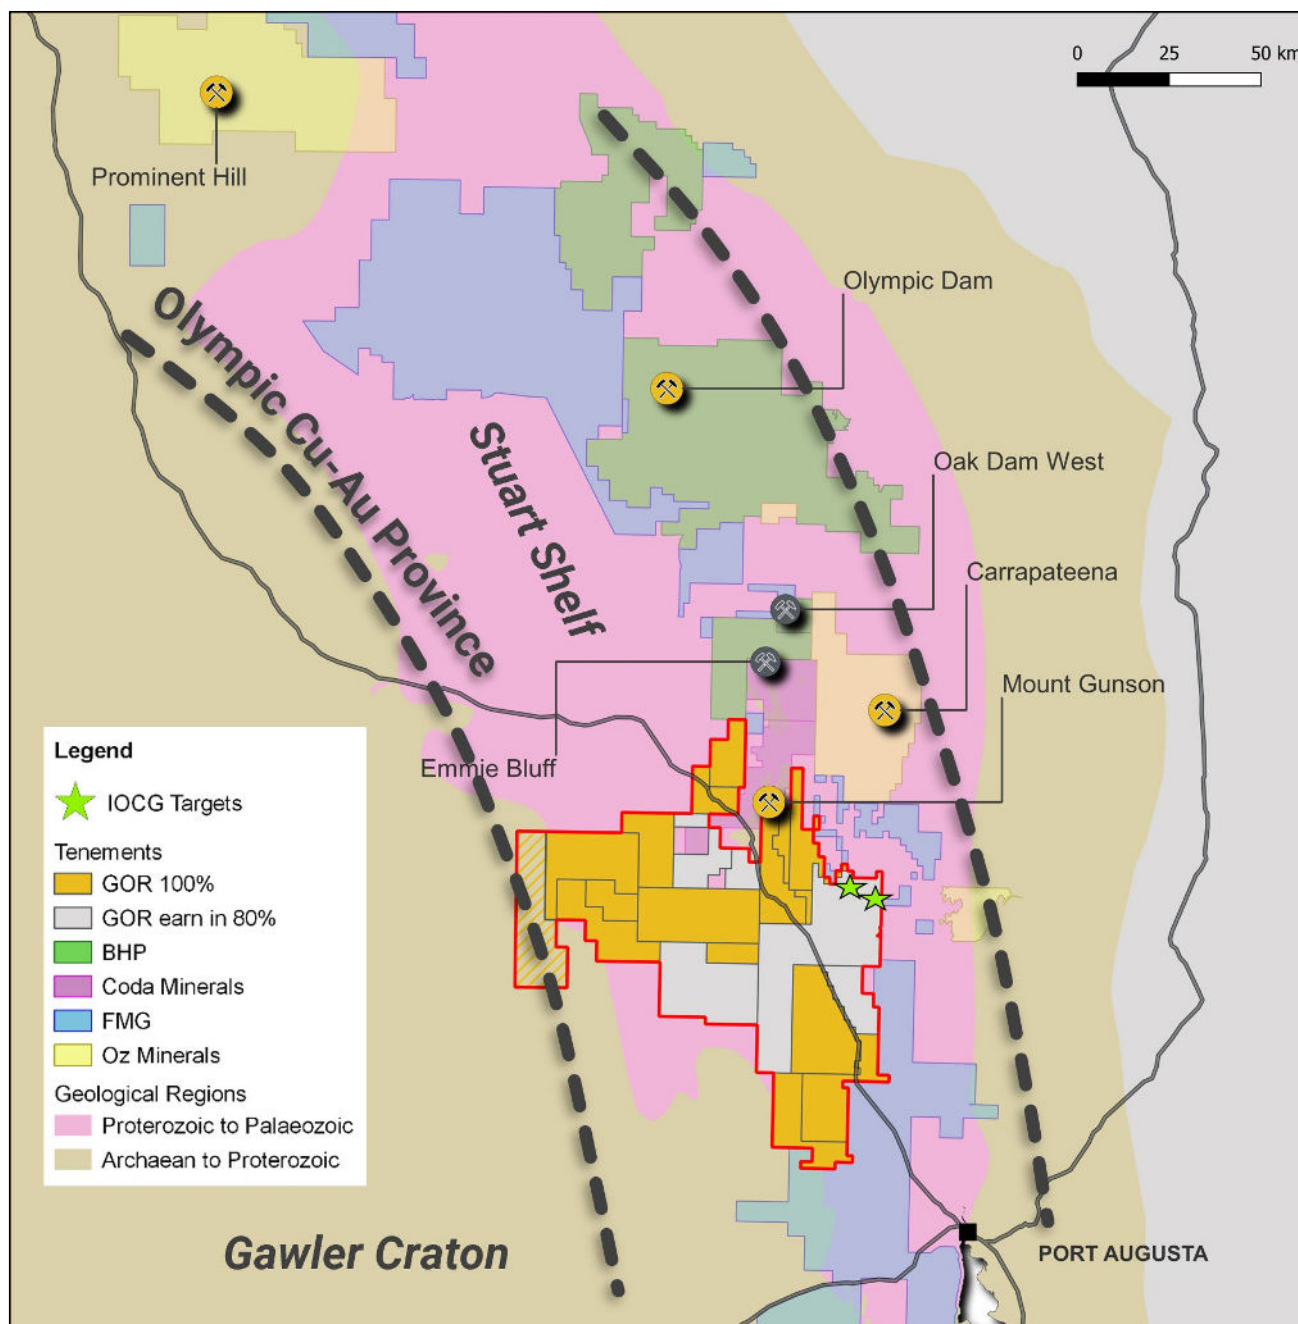 0 25 50 km
Prominent Hill
Olympic Dam
Olympic Cu-Au Province
Stuart Shelf
Oak Dam West
Carrapateena
Mount Gunson
Emmie Bluff
Legend
IOCG Targets
Tenements
GOR 100%
GOR earn in 80%
BHP
Coda Minerals
FMG
Oz Minerals
Geological Regions
Proterozoic to Palaeozoic
Archaean to Proterozoic
Gawler Craton
PORT AUGUSTA